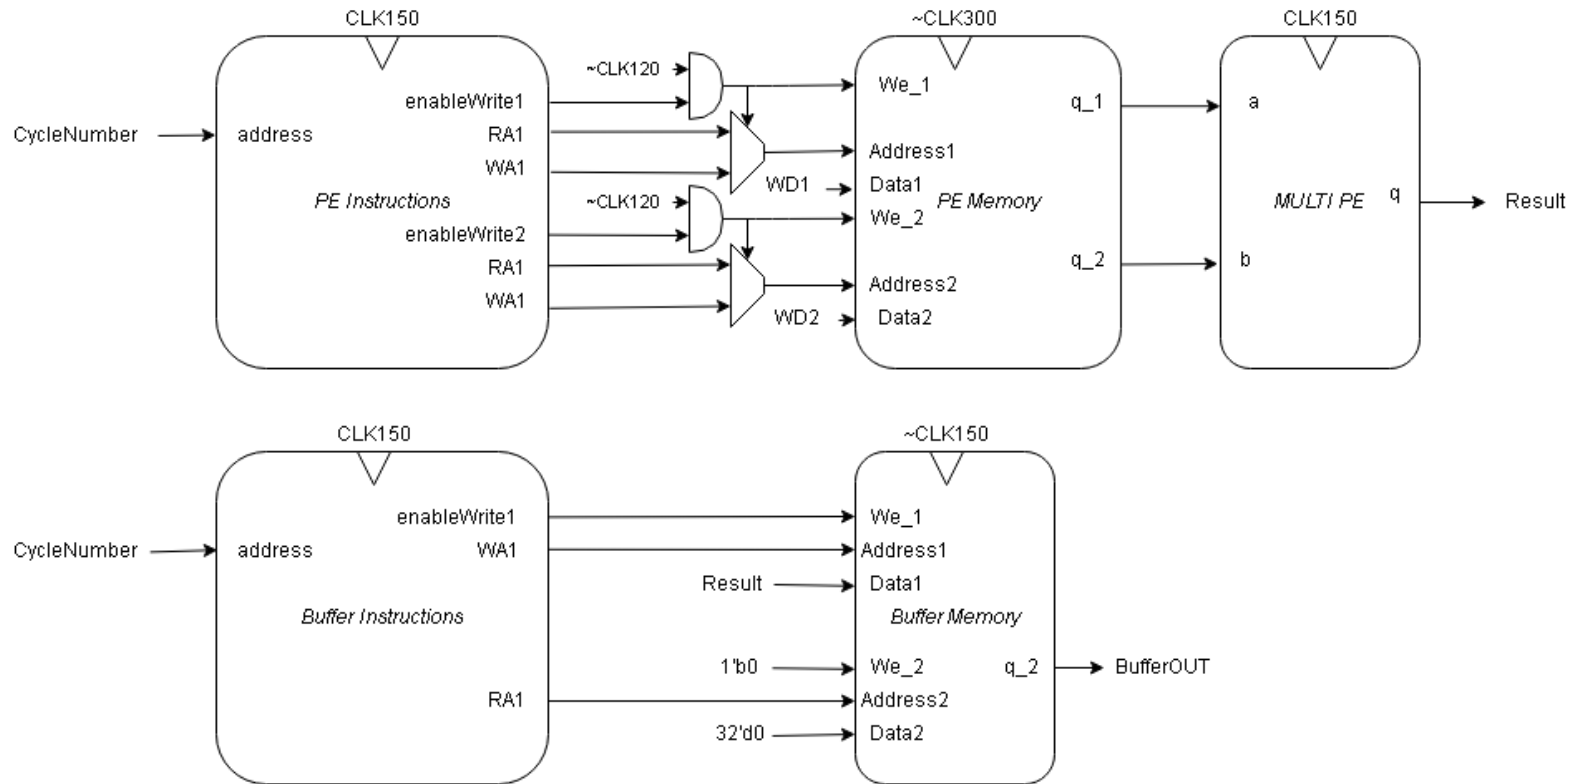 CLK150
~CLK300
CLK150
~CLK120
enableWrite1
We_1
q_1
a
CycleNumber
address
RA1
Address1
WA1
WD1
Data1
PE Instructions
~CLK120
PE Memory
MULTI PE
q
Result
We_2
enableWrite2
RA1
q_2
b
Address2
WA1
WD2
Data2
CLK150
~CLK150
enableWrite1
We_1
CycleNumber
address
WA1
Address1
Result
Data1
Buffer Instructions
Buffer Memory
1'b0
We_2
q_2
BufferOUT
RA1
Address2
32'd0
Data2